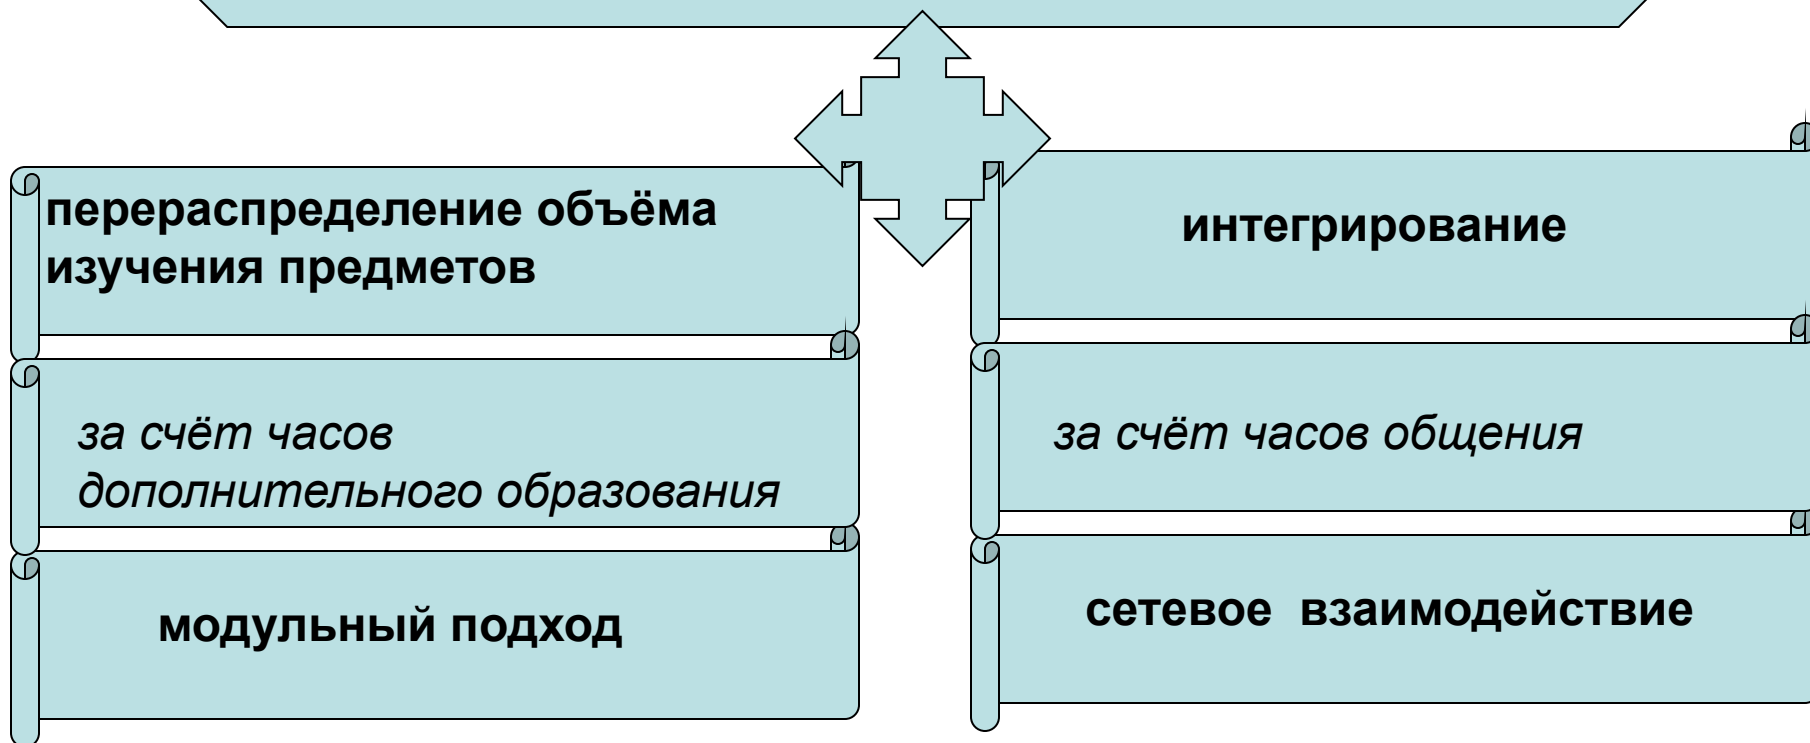 перераспределение объёма
изучения предметов
интегрирование
за счёт часов
дополнительного образования
за счёт часов общения
модульный подход
сетевое взаимодействие